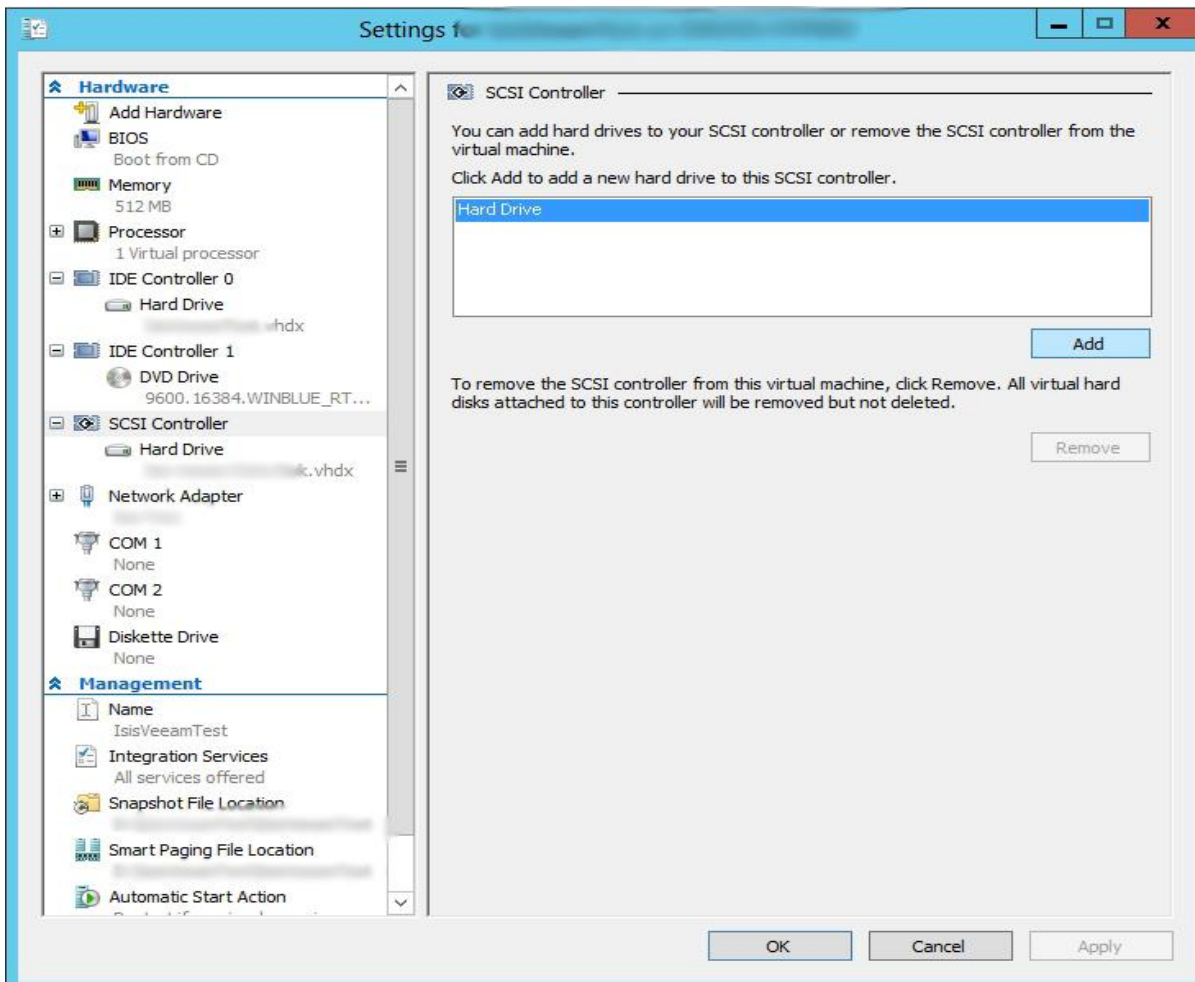 Settings for
Hardware
Add Hardware
BIOS
Boot from CD
Memory
512 MB
Processor
1 Virtual processor
IDE Controller 0
Hard Drive
.vhdx
IDE Controller 1
DVD Drive
9600.16384.WINBLUE_RT...
SCSI Controller
Hard Drive
k.vhdx
Network Adapter
COM 1
None
COM 2
None
Diskette Drive
None
Management
Name
IsisVeeamTest
Integration Services
All services offered
Snapshot File Location
Smart Paging File Location
Automatic Start Action
SCSI Controller
You can add hard drives to your SCSI controller or remove the SCSI controller from the
virtual machine.
Click Add to add a new hard drive to this SCSI controller.
Hard Drive
Add
To remove the SCSI controller from this virtual machine, click Remove. All virtual hard
disks attached to this controller will be removed but not deleted.
Remove
OK
Cancel
Apply